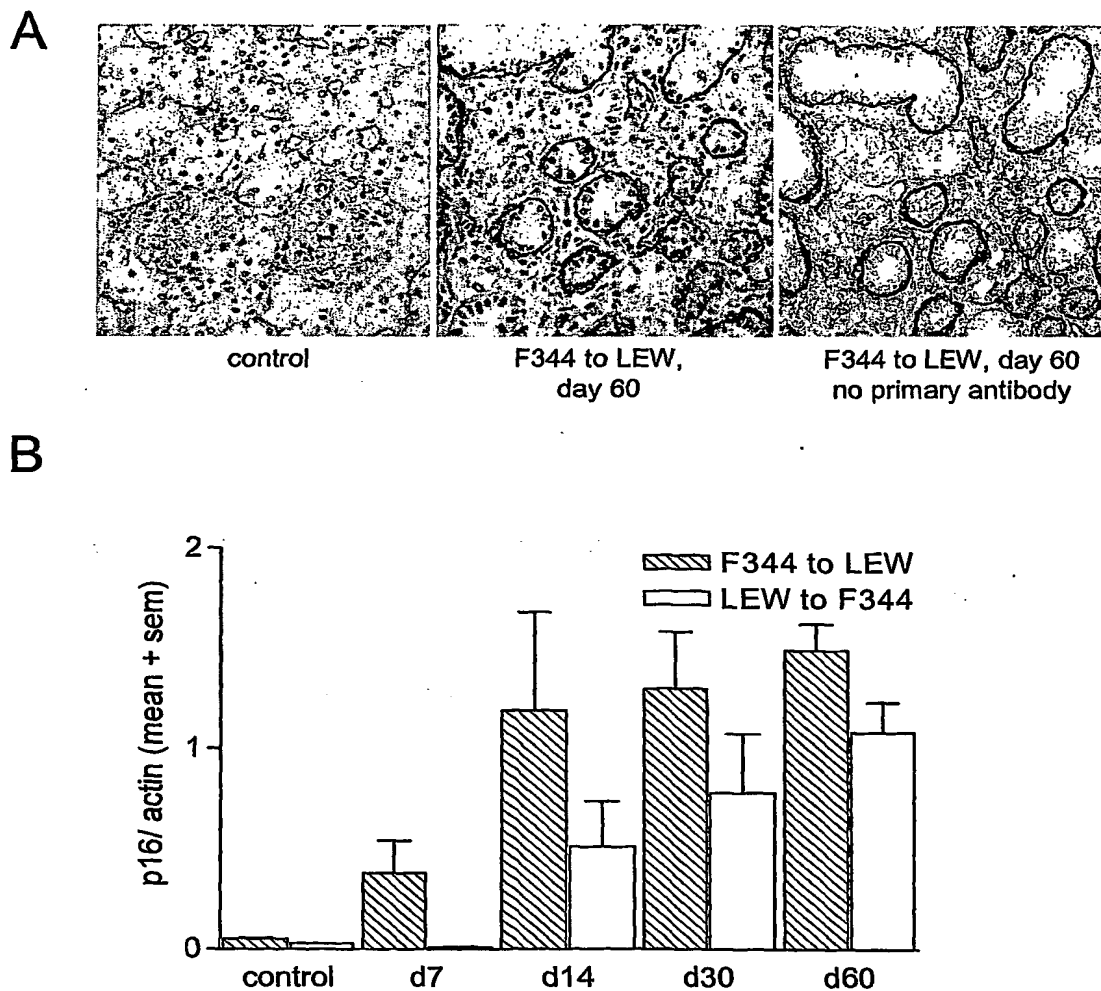 A
control
F344 to LEW,
day 60
F344 to LEW, day 60
no primary antibody
B
2
1
0
p16/ actin (mean + sem)
F344 to LEW
LEW to F344
control d7 d14 d30 d60